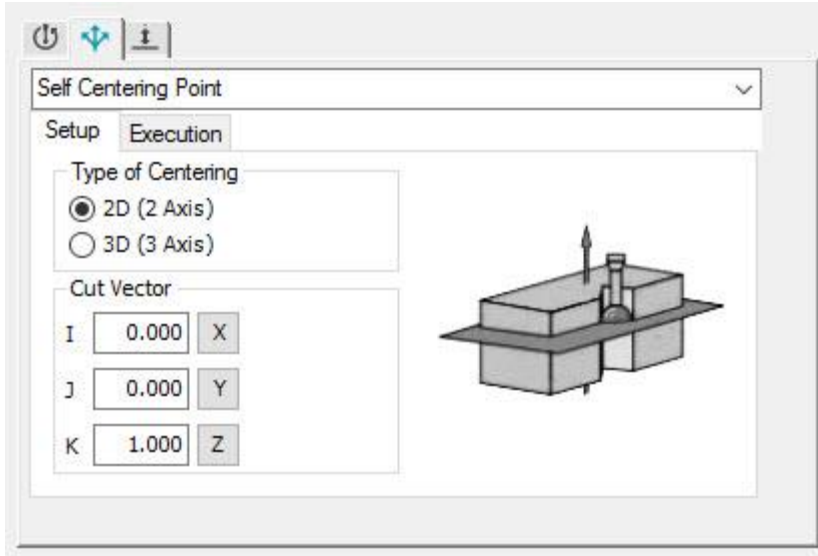 Self Centering Point
Setup Execution
Type of Centering
2D (2 Axis)
3D (3 Axis)
Cut Vector
I 0.000 X
J 0.000 Y
K 1.000 Z